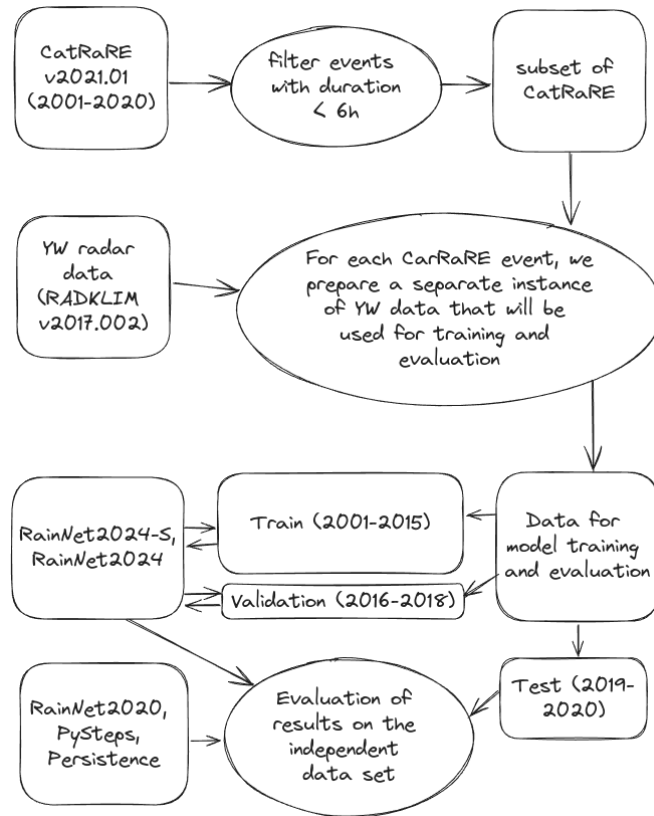 CatRaRE
v2021.01
(2001-2020)
filter events
with duration
< 6h
subset of
CatRaRE
YW radar
data
(RADKLIM
v2017.002)
For each CarRaRE event, we
prepare a separate instance
of YW data that will be
used for training and
evaluation
RainNet2024-S,
RainNet2024
Train (2001-2015)
Validation (2016-2018)
Data for
model training
and evaluation
RainNet2020,
PySteps,
Persistence
Evaluation of
results on the
independent
data set
Test (2019-
2020)